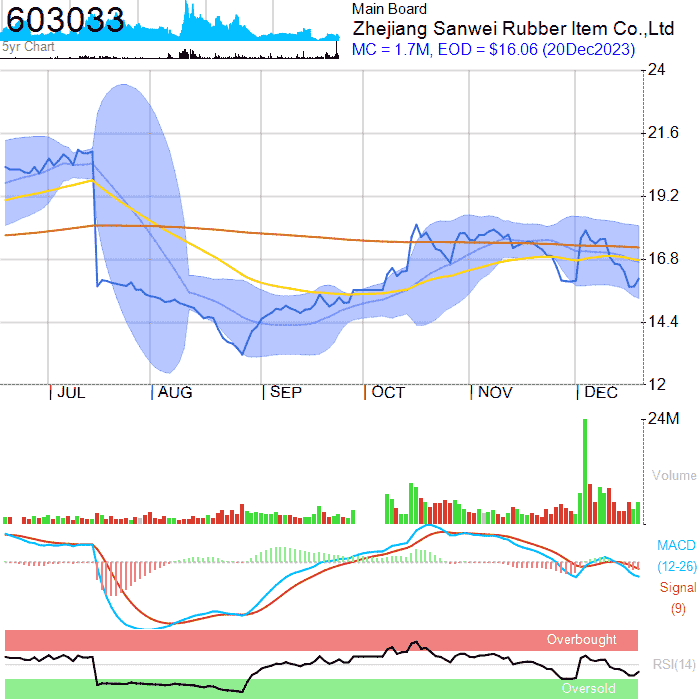 603033
5yr Chart
Main Board
Zhejiang Sanwei Rubber Item Co.,Ltd
MC = 1.7M, EOD = $16.06 (20Dec2023)
24
21.6
19.2
16.8
14.4
12
JUL
AUG
SEP
OCT
NOV
DEC
24M
Volume
MACD
(12-26)
Signal
(9)
Overbought
RSI(14)
Oversold